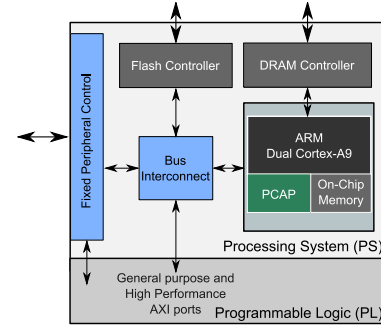 Fixed Peripheral Control
Flash Controller
DRAM Controller
ARM
Dual Cortex-A9
Bus
Interconnect
PCAP
On-Chip
Memory
Processing System (PS)
General purpose and
High Performance
AXI ports
Programmable Logic (PL)